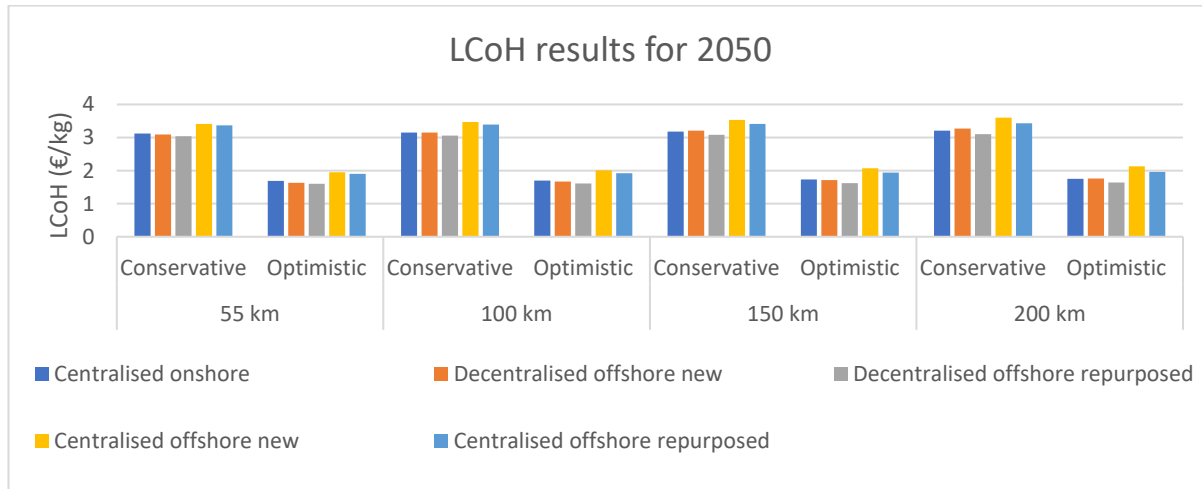 LCoH results for 2050
LCoH (€/kg)
4
3
2
1
0
Conservative Optimistic Conservative Optimistic Conservative Optimistic Conservative Optimistic
55 km 100 km 150 km 200 km
Centralised onshore Decentralised offshore new Decentralised offshore repurposed
Centralised offshore new Centralised offshore repurposed